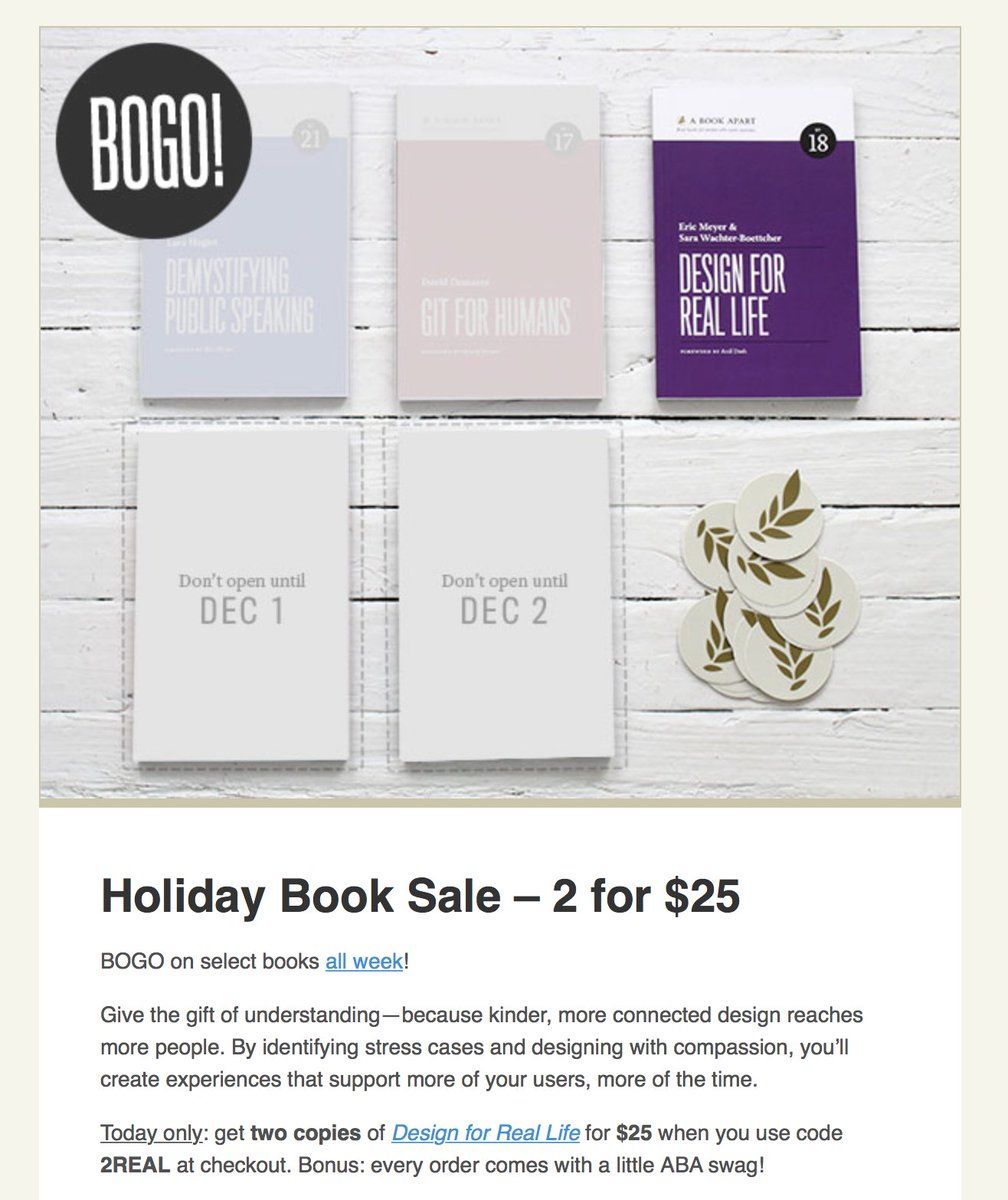 BOGO!
21
Lara Hogan
DEMYSTIFYING
PUBLIC SPEAKING
A BOOK APART
17
David Demaree
GIT FOR HUMANS
A BOOK APART
18
Eric Meyer &
Sara Wachter-Boettcher
DESIGN FOR
REAL LIFE
FOREWORD BY Anil Dash
Don’t open until
DEC 1
Don’t open until
DEC 2
Holiday Book Sale – 2 for $25
BOGO on select books all week!
Give the gift of understanding—because kinder, more connected design reaches
more people. By identifying stress cases and designing with compassion, you’ll
create experiences that support more of your users, more of the time.
Today only: get two copies of Design for Real Life for $25 when you use code
2REAL at checkout. Bonus: every order comes with a little ABA swag!